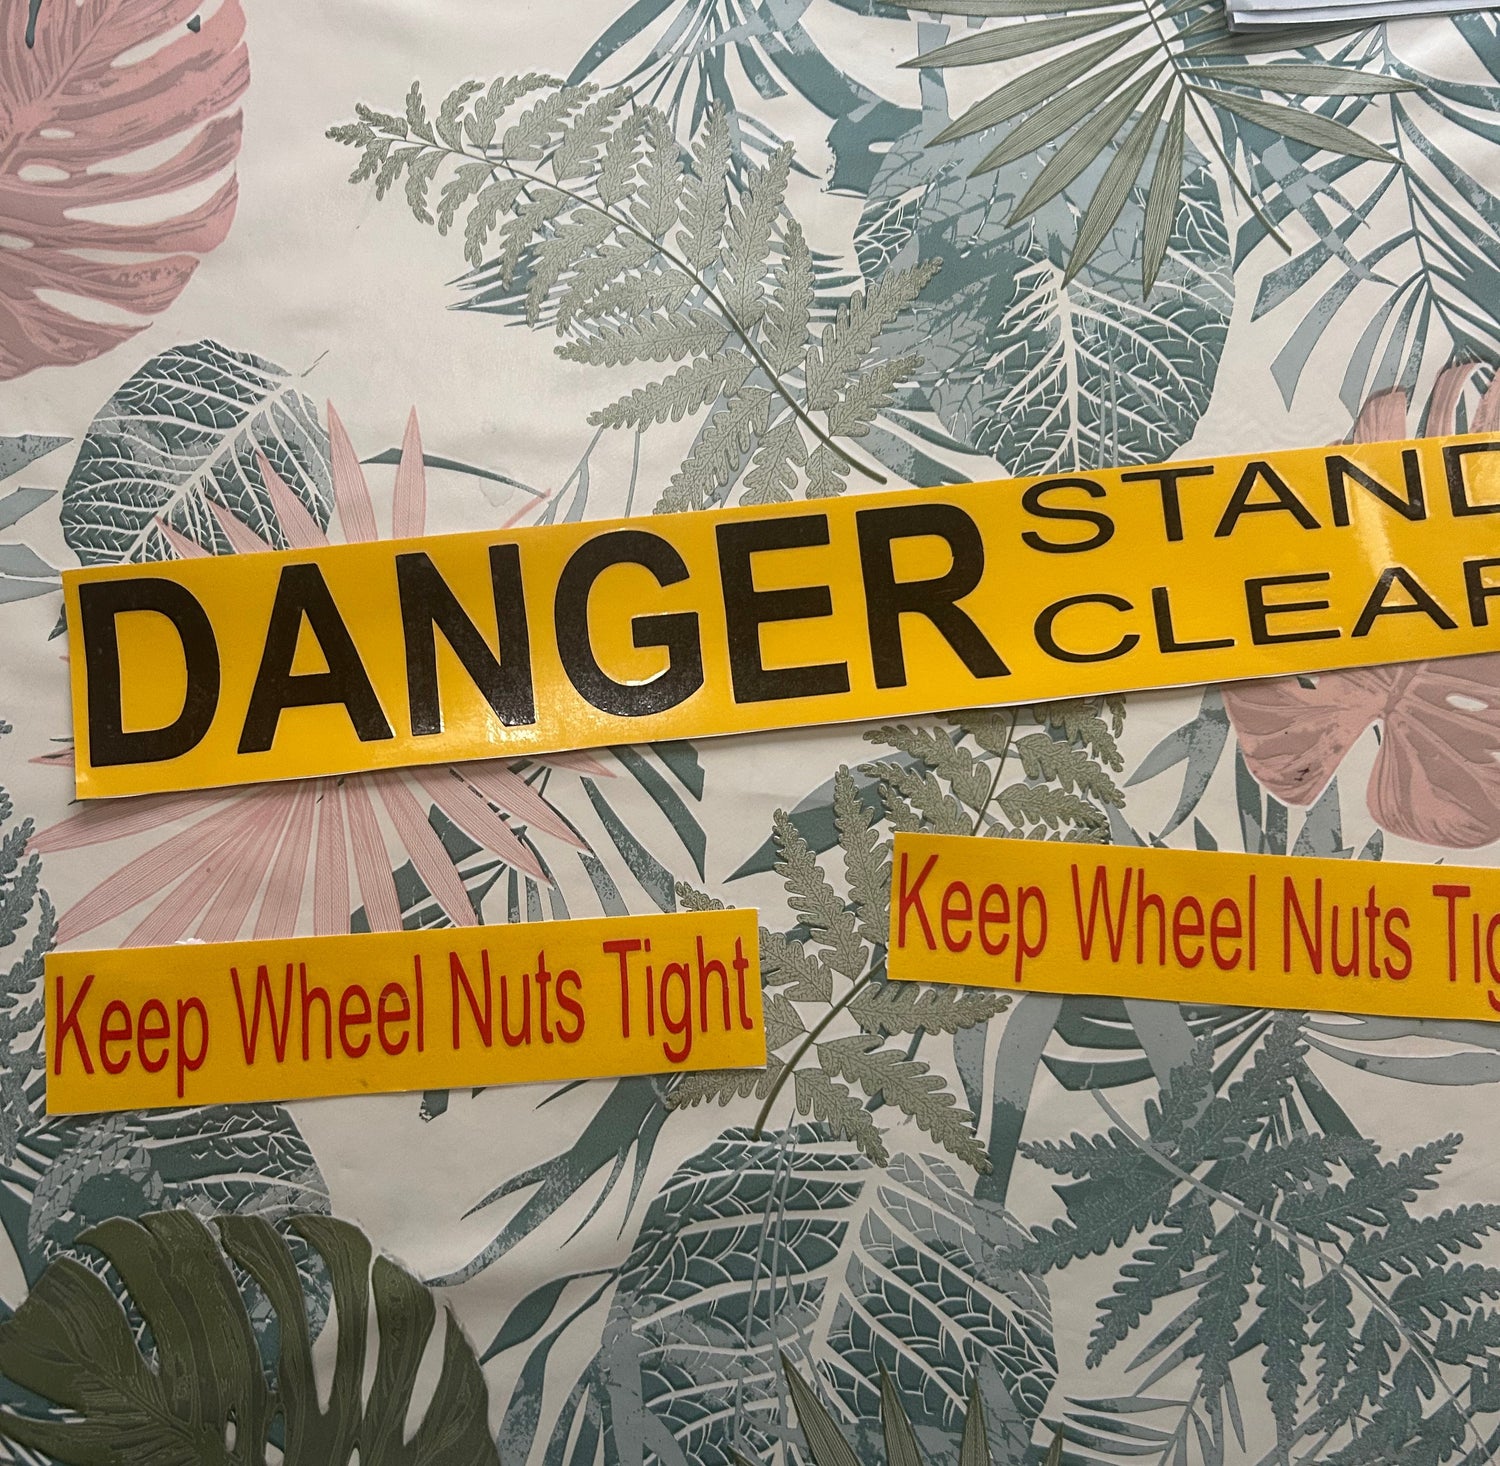 DANGER
STAND
CLEAR
Keep Wheel Nuts Tight
Keep Wheel Nuts